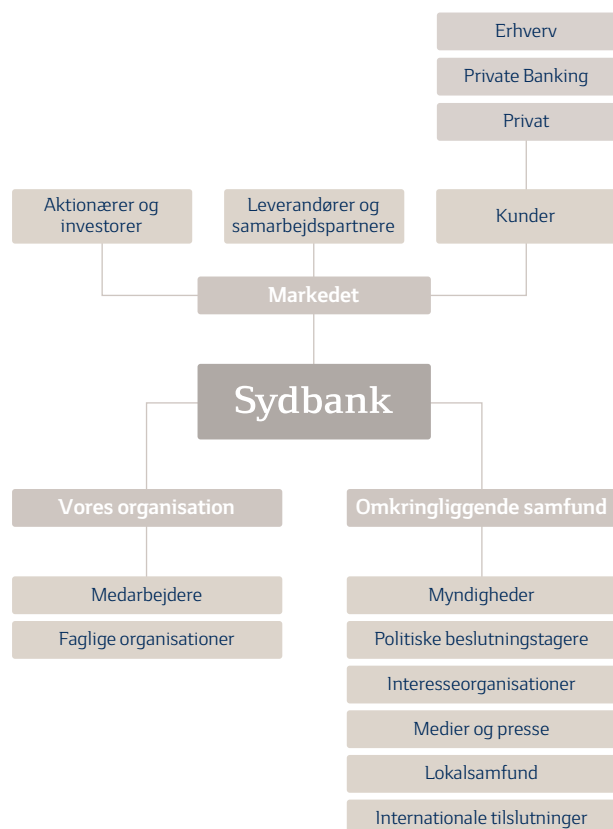 Erhverv
Private Banking
Privat
Aktionærer og
investorer
Leverandører og
samarbejdspartnere
Kunder
Markedet
Sydbank
Vores organisation
Omkringliggende samfund
Medarbejdere
Faglige organisationer
Myndigheder
Politiske beslutningstagere
Interesseorganisationer
Medier og presse
Lokalsamfund
Internationale tilslutninger